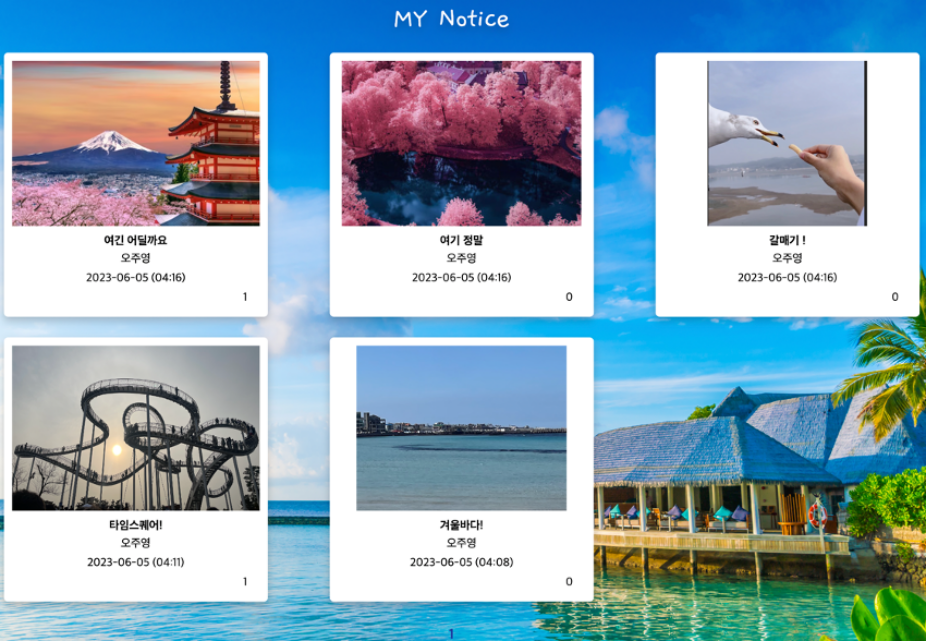 MY Notice
여긴 어딜까요
오주영
2023-06-05 (04:16)
1
여기 정말
오주영
2023-06-05 (04:16)
0
갈매기 !
오주영
2023-06-05 (04:16)
0
타임스퀘어!
오주영
2023-06-05 (04:11)
1
겨울바다!
오주영
2023-06-05 (04:08)
0
1